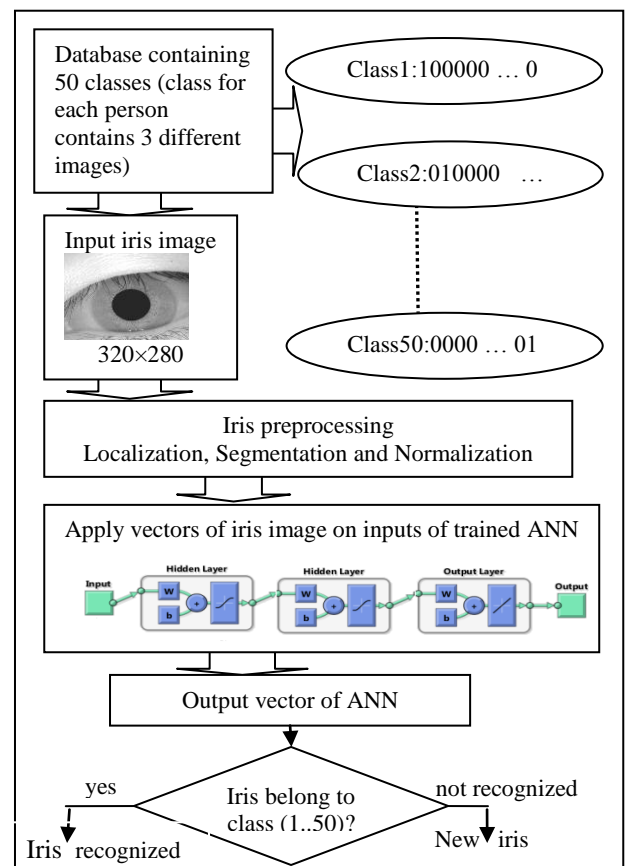 Database containing
50 classes (class for
each person
contains 3 different
images)
Class1:100000 … 0
Class2:010000 …
Class50:0000 … 01
Input iris image
320×280
Iris preprocessing
Localization, Segmentation and Normalization
Apply vectors of iris image on inputs of trained ANN
Hidden Layer
Hidden Layer
Output Layer
Input
Output
W
b
+
W
b
+
W
b
+
Output vector of ANN
yes
not recognized
Iris belong to
class (1..50)?
Iris recognized
New iris